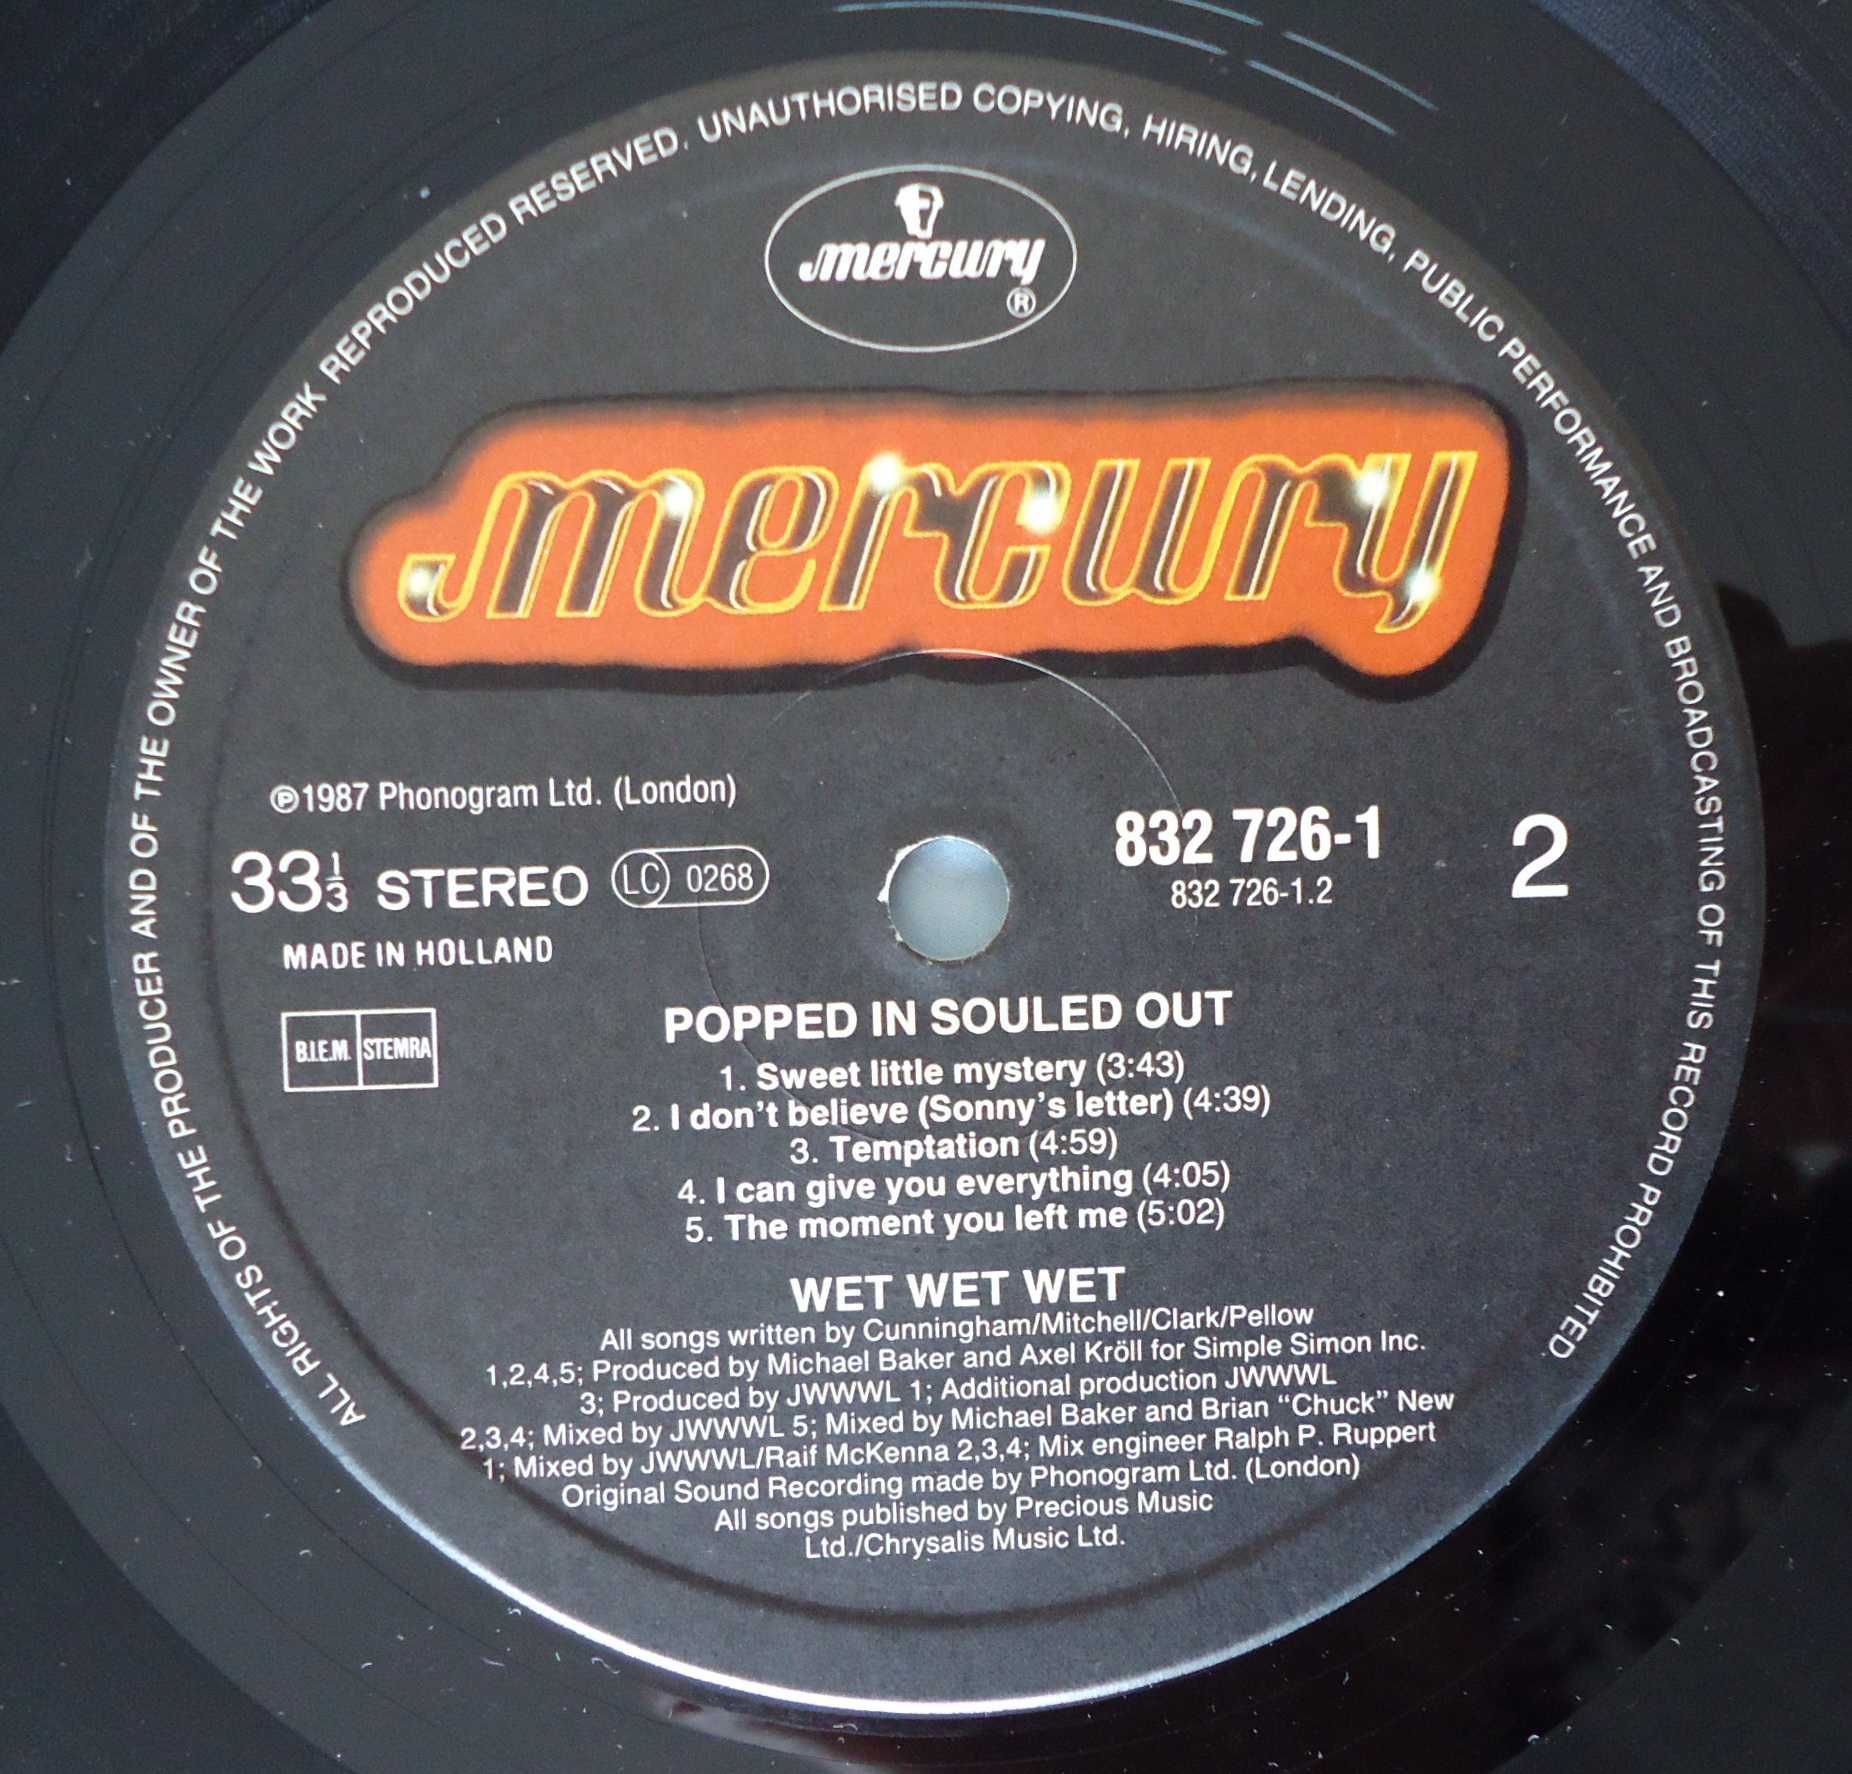 ALL RIGHTS OF THE PRODUCER AND OF THE OWNER OF THE WORK REPRODUCED RESERVED. UNAUTHORISED COPYING, HIRING, LENDING, PUBLIC PERFORMANCE AND BROADCASTING OF THIS RECORD PROHIBITED
mercury
®
mercury
℗1987 Phonogram Ltd. (London)
33⅓ STEREO LC 0268
MADE IN HOLLAND
B.I.E.M. STEMRA
832 726-1
832 726-1.2
2
POPPED IN SOULED OUT
1. Sweet little mystery (3:43)
2. I don't believe (Sonny's letter) (4:39)
3. Temptation (4:59)
4. I can give you everything (4:05)
5. The moment you left me (5:02)
WET WET WET
All songs written by Cunningham/Mitchell/Clark/Pellow
1,2,4,5; Produced by Michael Baker and Axel Kröll for Simple Simon Inc.
3; Produced by JWWWL 1; Additional production JWWWL
2,3,4; Mixed by JWWWL 5; Mixed by Michael Baker and Brian “Chuck” New
1; Mixed by JWWWL/Raif McKenna 2,3,4; Mix engineer Ralph P. Ruppert
Original Sound Recording made by Phonogram Ltd. (London)
All songs published by Precious Music
Ltd./Chrysalis Music Ltd.